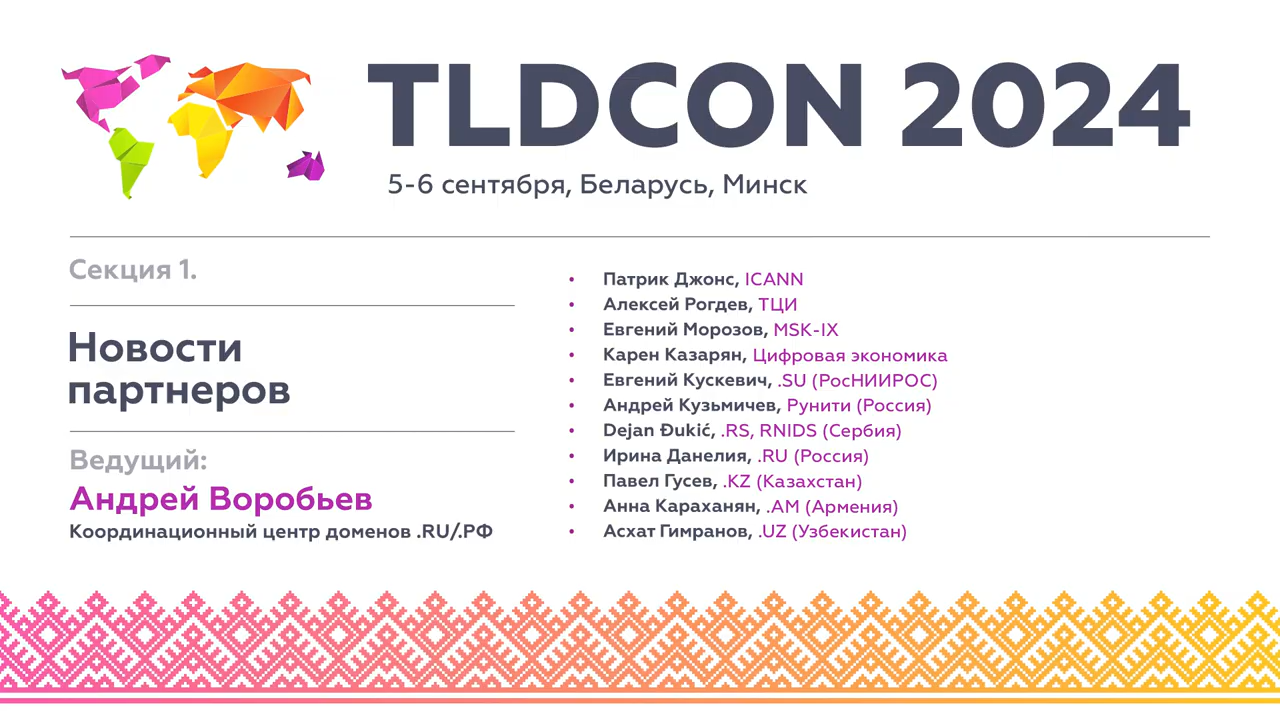 TLDCON 2024
5-6 сентября, Беларусь, Минск
Секция 1.
Новости
партнеров
Ведущий:
Андрей Воробьев
Координационный центр доменов .RU/.РФ
• Патрик Джонс, ICANN
• Алексей Рогдев, ТЦИ
• Евгений Морозов, MSK-IX
• Карен Казарян, Цифровая экономика
• Евгений Кускевич, .SU (РосНИИРОС)
• Андрей Кузьмичев, Рунити (Россия)
• Dejan Đukić, .RS, RNIDS (Сербия)
• Ирина Данелия, .RU (Россия)
• Павел Гусев, .KZ (Казахстан)
• Анна Караханян, .AM (Армения)
• Асхат Гимранов, .UZ (Узбекистан)